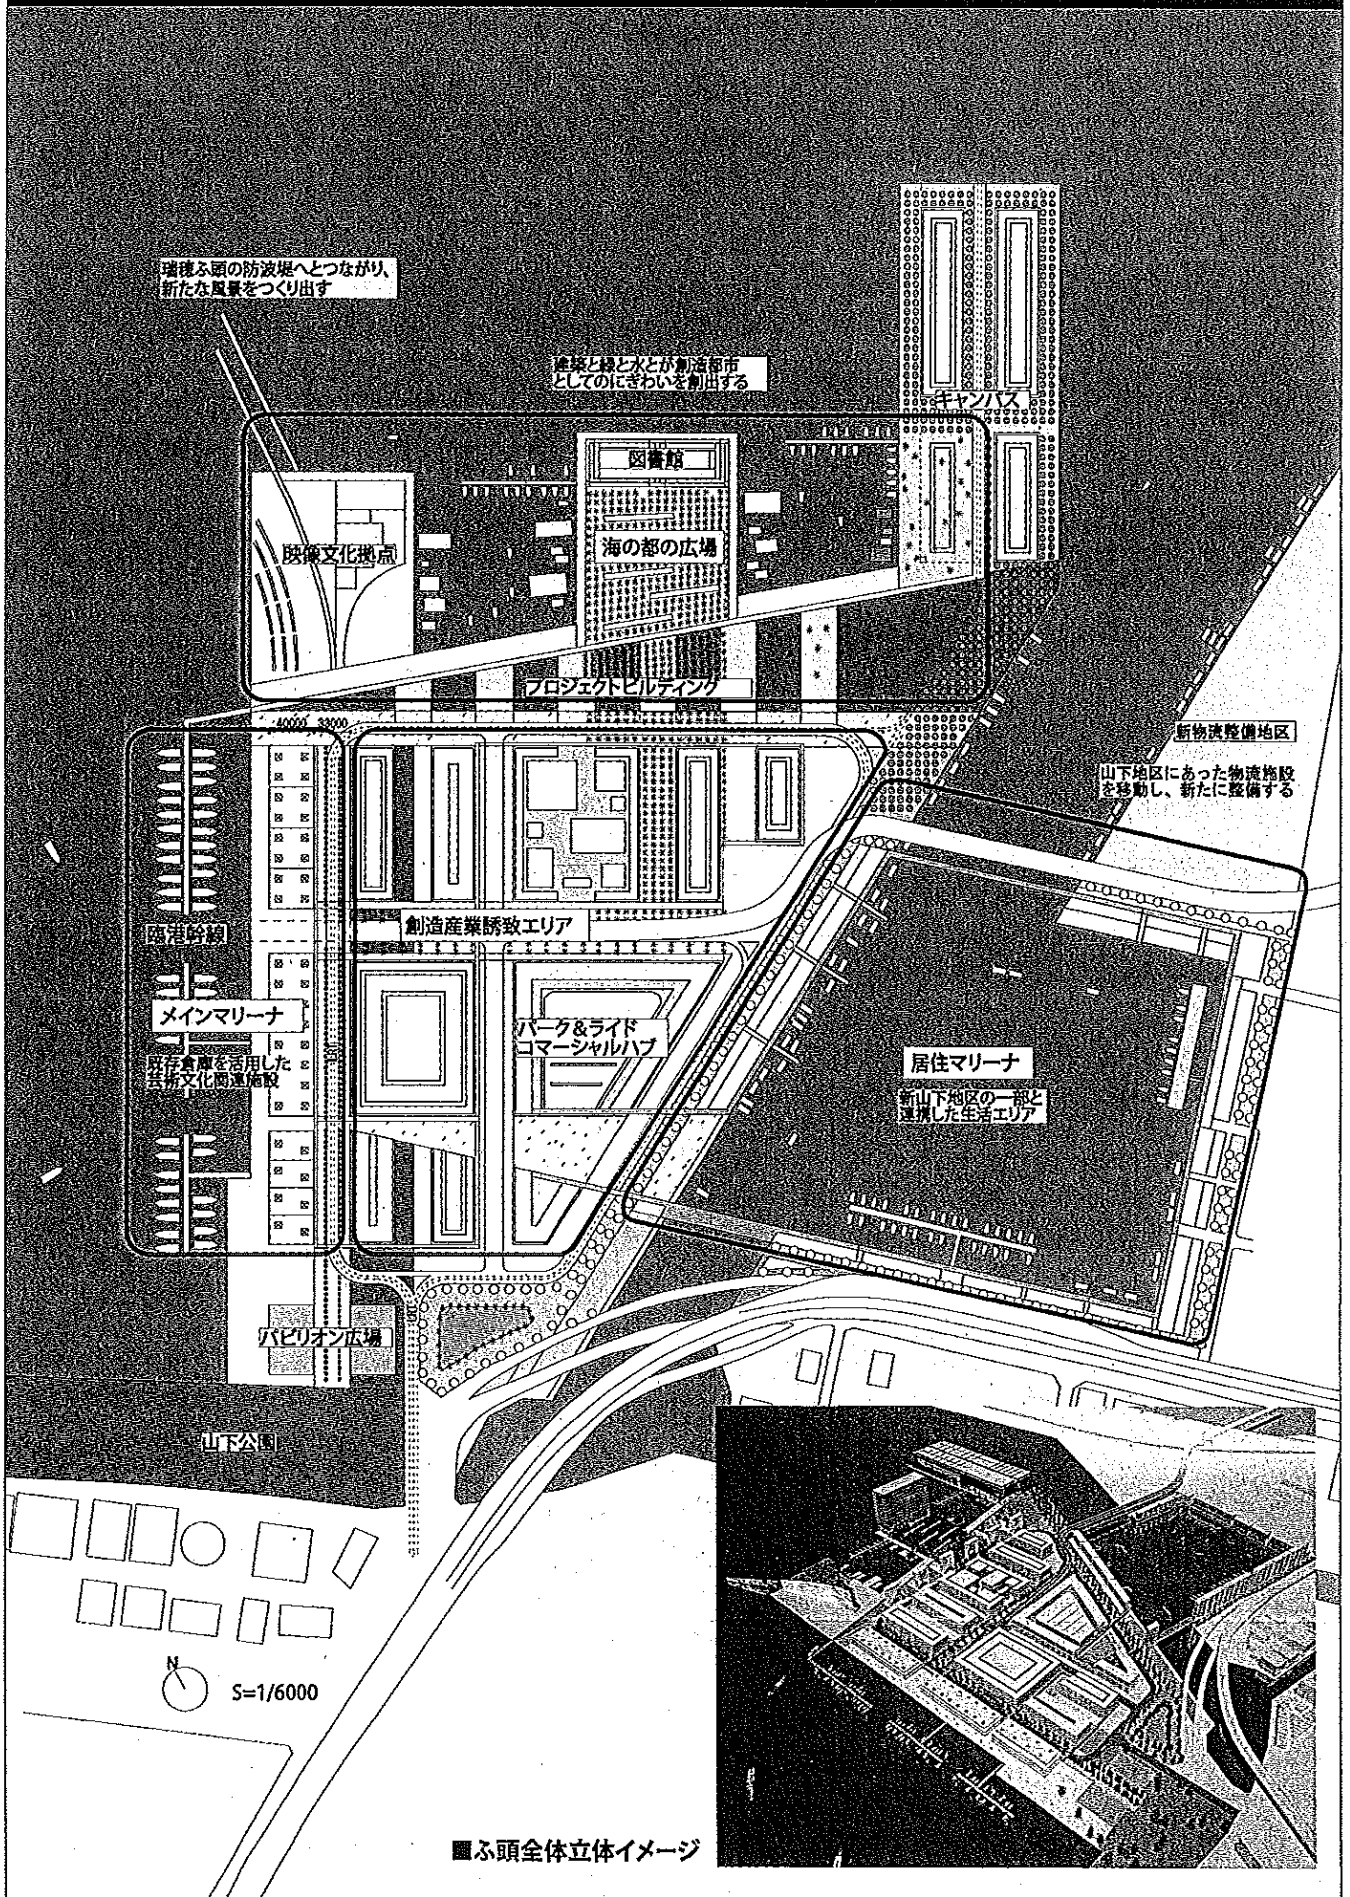 瑞穂ふ頭の防波堤へとつながり、
新たな風景をつくり出す
建築と緑と水とが創造都市
としてのにぎわいを創出する
キャンパス
図書館
映像文化拠点
海の都の広場
プロジェクトビルディング
40000 33000
新物流整備地区
山下地区にあった物流施設
を移動し、新たに整備する
創造産業誘致エリア
臨港幹線
メインマリーナ
既存倉庫を活用した
芸術文化関連施設
パーク&ライド
コマーシャルハブ
居住マリーナ
新山下地区の一部と
連携した生活エリア
パビリオン広場
山下公園
N
S=1/6000
■ふ頭全体立体イメージ